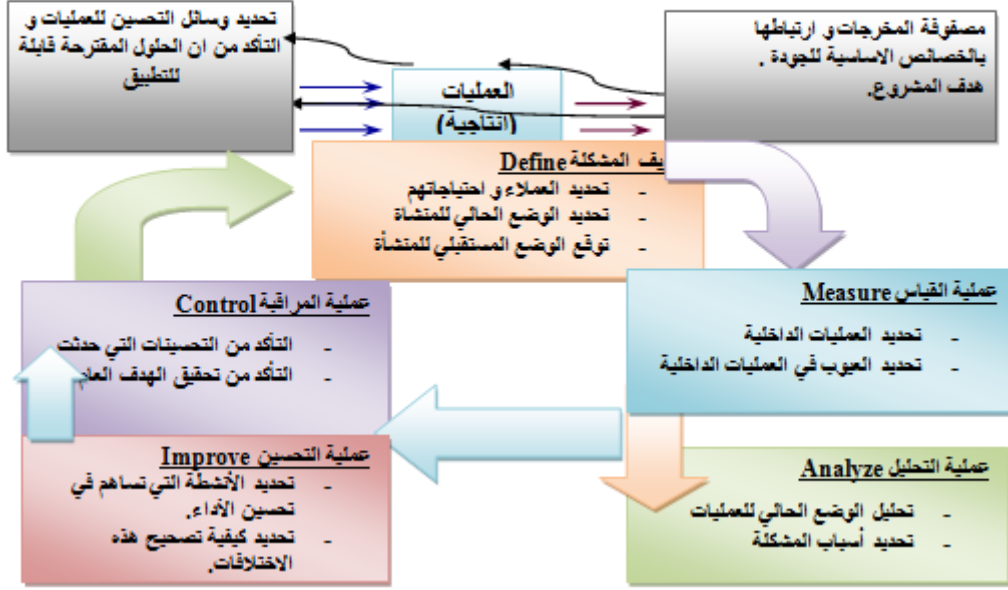 مصفوفة المخرجات و ارتباطها
بالخصائص الاساسية للجودة .
هدف المشروع.
العمليات
(انتاجية)
تحديد وسائل التحسين للعمليات و
التأكد من ان الحلول المقترحة قابلة
للتطبيق
يف المشكلة Define
- تحديد العملاء و احتياجاتهم
- تحديد الوضع الحالي للمنشاة
- توقع الوضع المستقبلي للمنشأة
عملية القياس Measure
- تحديد العمليات الداخلية
- تحديد العيوب في العمليات الداخلية
عملية المراقبة Control
- التأكد من التحسينات التي حدثت
- التأكد من تحقيق الهدف العام
عملية التحليل Analyze
- تحليل الوضع الحالي للعمليات
- تحديد أسباب المشكلة
عملية التحسين Improve
- تحديد الأنشطة التي تساهم في
تحسين الأداء.
- تحديد كيفية تصحيح هذه
الاختلافات.